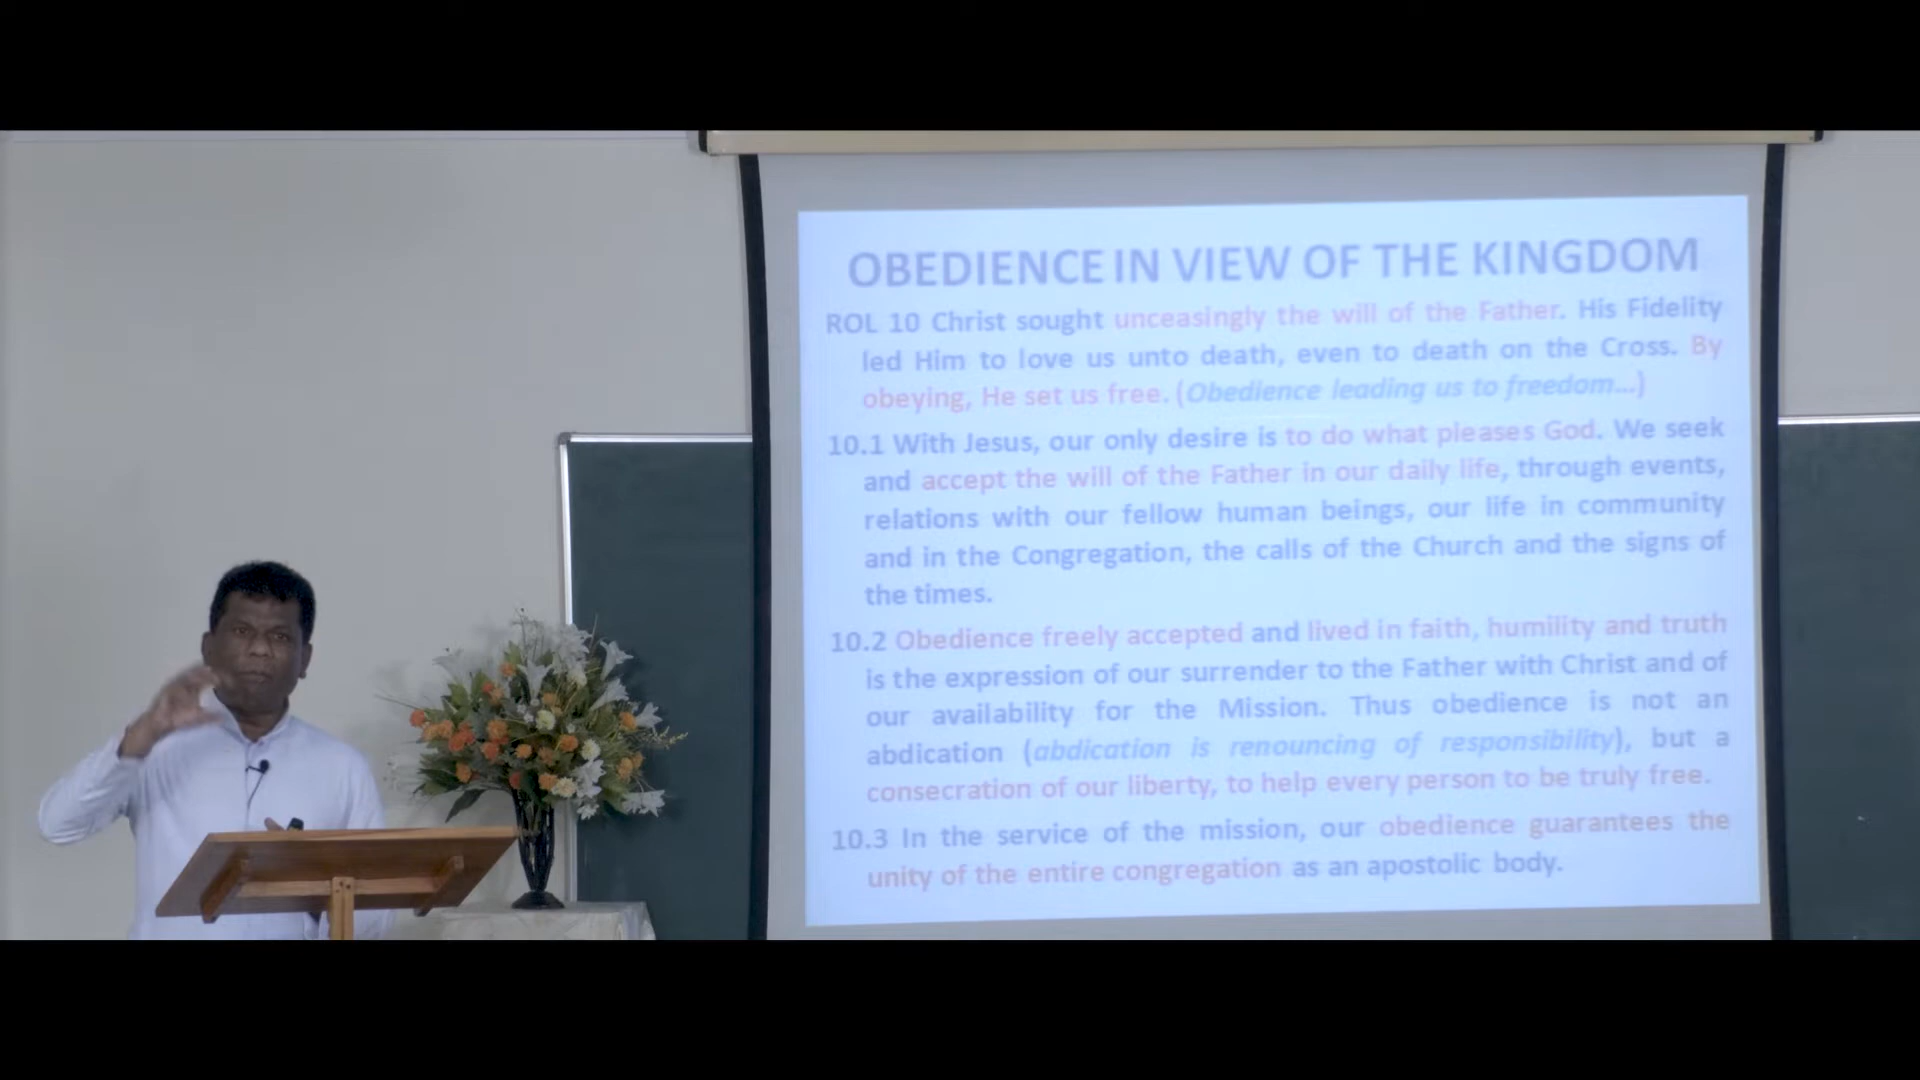 OBEDIENCE IN VIEW OF THE KINGDOM
ROL 10 Christ sought unceasingly the will of the Father. His Fidelity
led Him to love us unto death, even to death on the Cross. By
obeying, He set us free. (Obedience leading us to freedom...)
10.1 With Jesus, our only desire is to do what pleases God. We seek
and accept the will of the Father in our daily life, through events,
relations with our fellow human beings, our life in community
and in the Congregation, the calls of the Church and the signs of
the times.
10.2 Obedience freely accepted and lived in faith, humility and truth
is the expression of our surrender to the Father with Christ and of
our availability for the Mission. Thus obedience is not an
abdication (abdication is renouncing of responsibility), but a
consecration of our liberty, to help every person to be truly free.
10.3 In the service of the mission, our obedience guarantees the
unity of the entire congregation as an apostolic body.